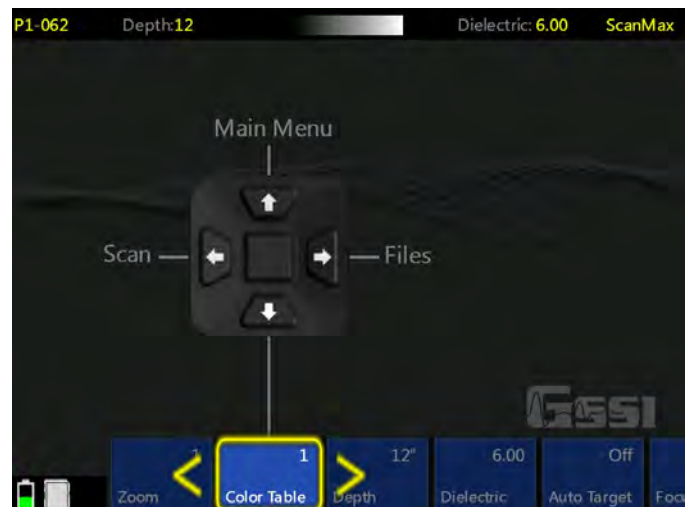 P1-062 Depth:12 Dielectric: 6.00 ScanMax
Main Menu
Scan
Files
GSSI
1 12" 6.00 Off
Zoom Color Table Depth Dielectric Auto Target